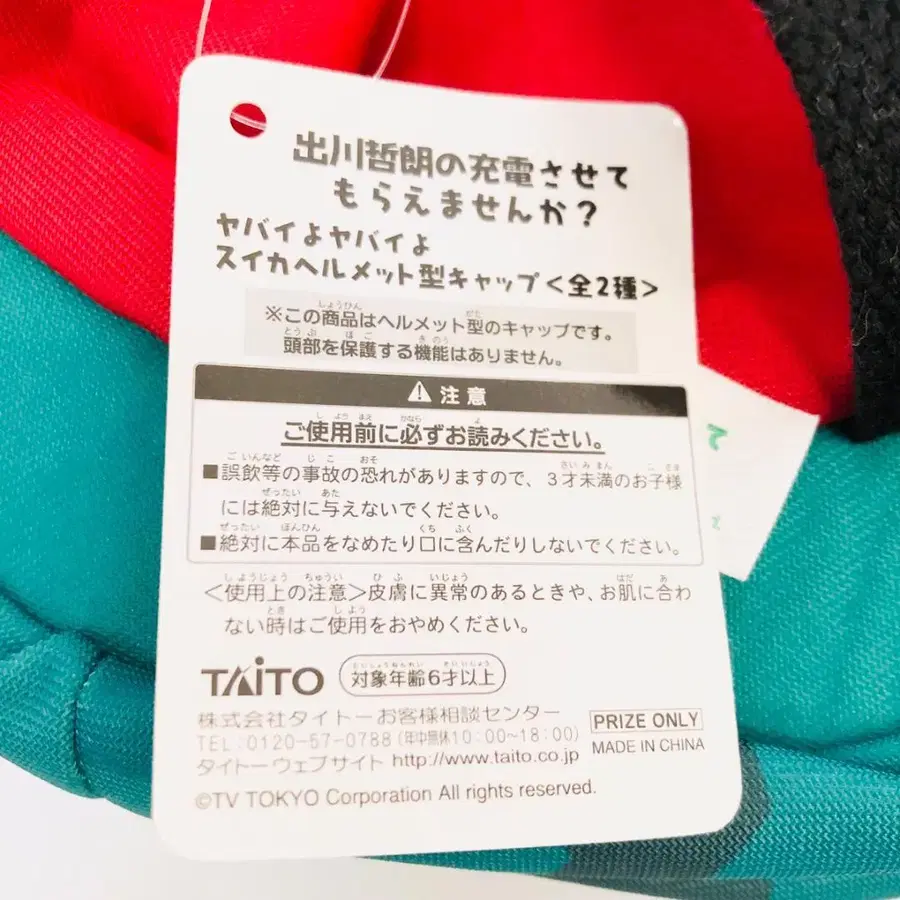 出川哲朗の充電させて
もらえませんか？
ヤバイよヤバイよ
スイカヘルメット型キャップ<全2種>
※この商品はヘルメット型のキャップです。
頭部を保護する機能はありません。
注意
ご使用前に必ずお読みください。
■誤飲等の事故の恐れがありますので、3才未満のお子様
には絶対に与えないでください。
■絶対に本品をなめたり口に含んだりしないでください。
<使用上の注意>皮膚に異常のあるときや、お肌に合わ
ない時はご使用をおやめください。
TAITO 対象年齢6才以上
株式会社タイトーお客様相談センター
TEL:0120-57-0788(年中無休10:00~18:00)
タイトーウェブサイト http://www.taito.co.jp
PRIZE ONLY
MADE IN CHINA
©TV TOKYO Corporation All rights reserved.